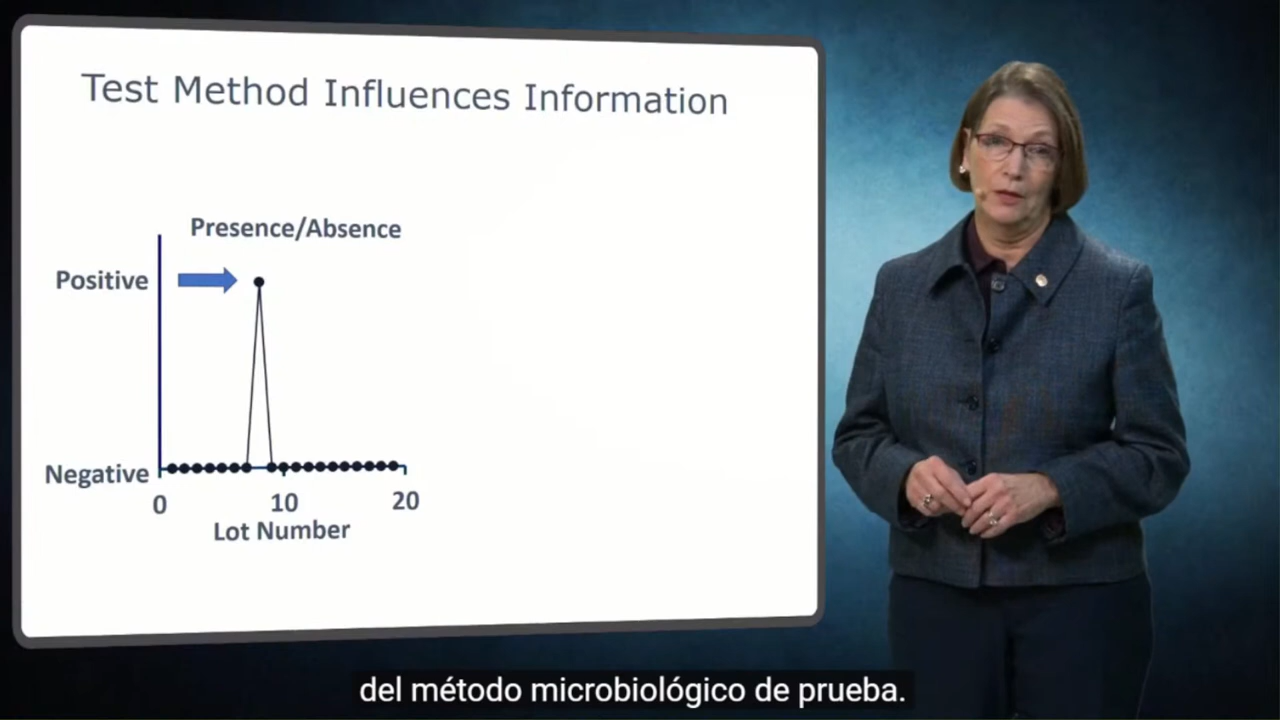 Test Method Influences Information
Presence/Absence
Positive
Negative
0 10 20
Lot Number
del método microbiológico de prueba.